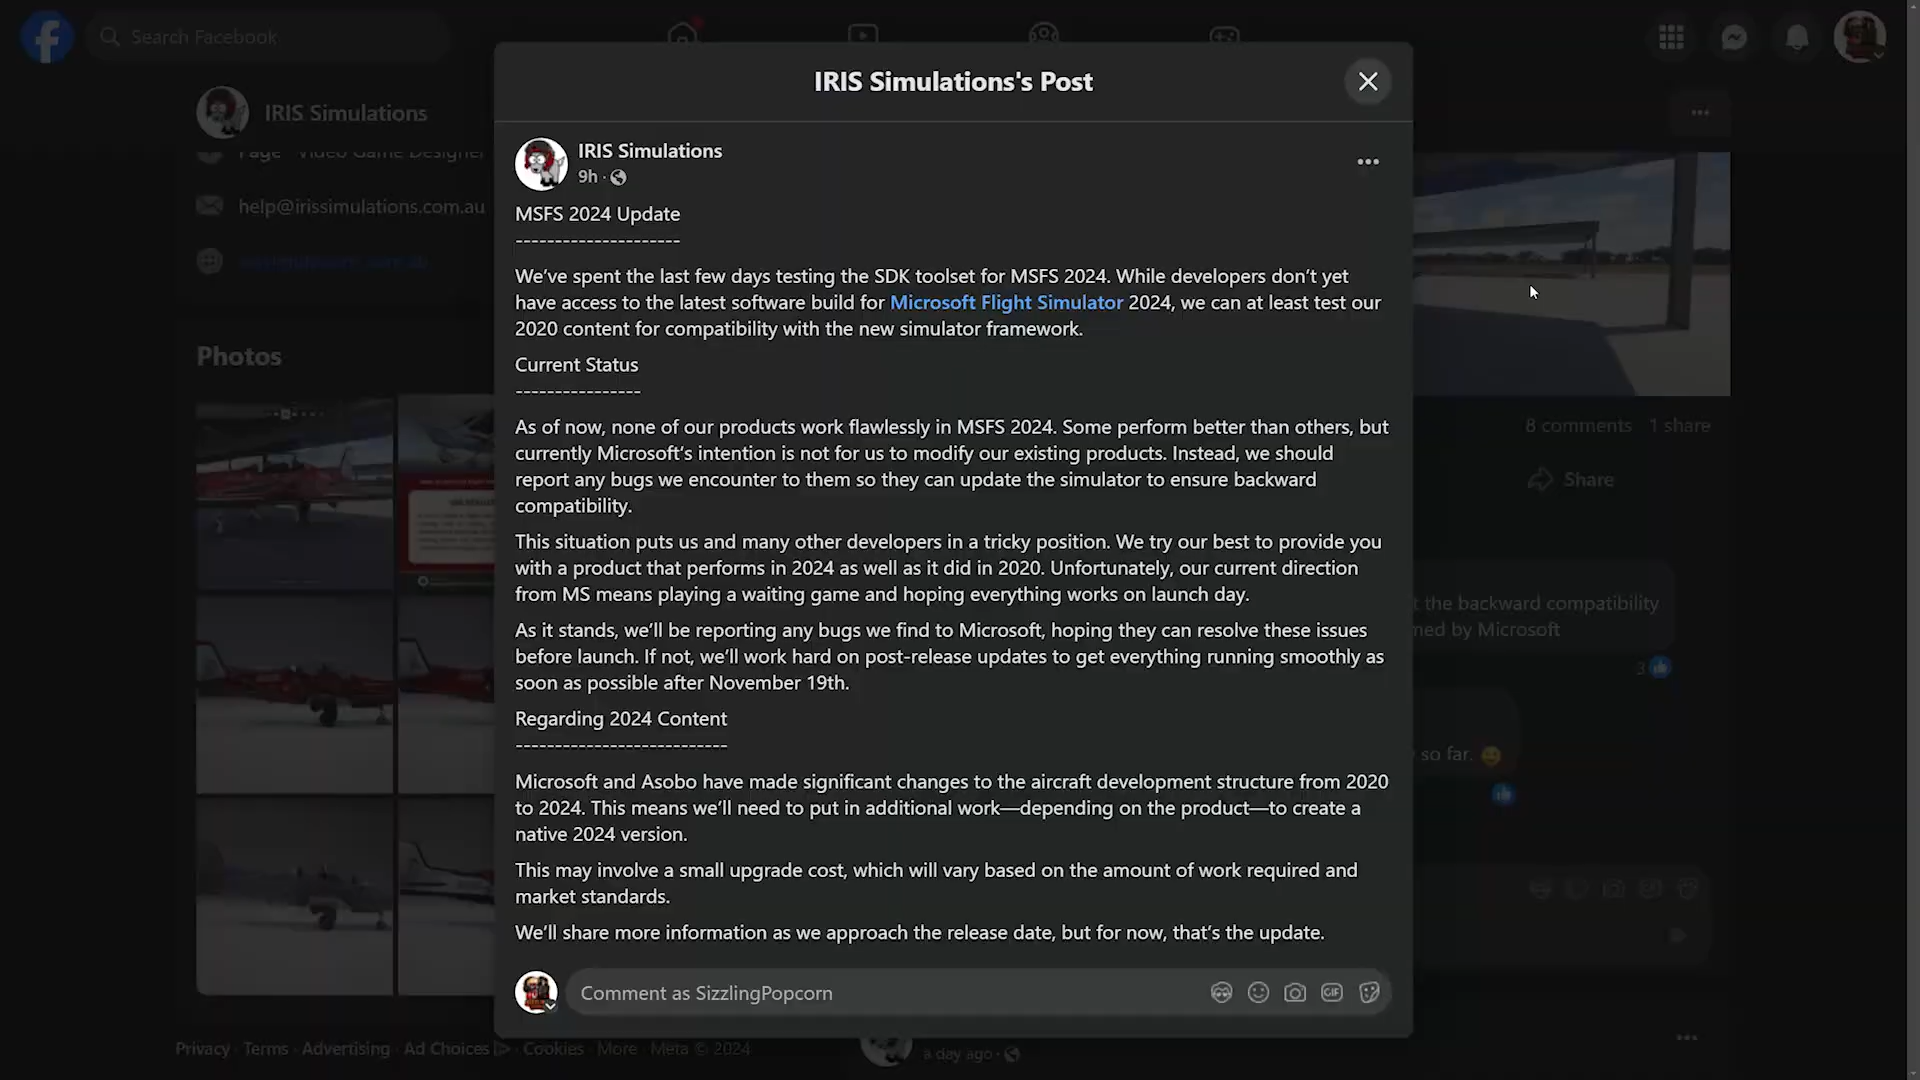 Search Facebook
IRIS Simulations
Page · Video Game Designer
help@irissimulations.com.au
Photos
IRIS Simulations's Post
IRIS Simulations
9h ·
MSFS 2024 Update
---------------------
We’ve spent the last few days testing the SDK toolset for MSFS 2024. While developers don’t yet
have access to the latest software build for Microsoft Flight Simulator 2024, we can at least test our
2020 content for compatibility with the new simulator framework.
Current Status
----------------
As of now, none of our products work flawlessly in MSFS 2024. Some perform better than others, but
currently Microsoft’s intention is not for us to modify our existing products. Instead, we should
report any bugs we encounter to them so they can update the simulator to ensure backward
compatibility.
This situation puts us and many other developers in a tricky position. We try our best to provide you
with a product that performs in 2024 as well as it did in 2020. Unfortunately, our current direction
from MS means playing a waiting game and hoping everything works on launch day.
As it stands, we’ll be reporting any bugs we find to Microsoft, hoping they can resolve these issues
before launch. If not, we’ll work hard on post-release updates to get everything running smoothly as
soon as possible after November 19th.
Regarding 2024 Content
---------------------------
Microsoft and Asobo have made significant changes to the aircraft development structure from 2020
to 2024. This means we’ll need to put in additional work—depending on the product—to create a
native 2024 version.
This may involve a small upgrade cost, which will vary based on the amount of work required and
market standards.
We’ll share more information as we approach the release date, but for now, that’s the update.
Comment as SizzlingPopcorn
GIF
8 comments 1 share
Share
the backward compatibility
by Microsoft
3
so far.
Privacy · Terms · Advertising · Ad Choices · Cookies · More · Meta © 2024
a day ago ·